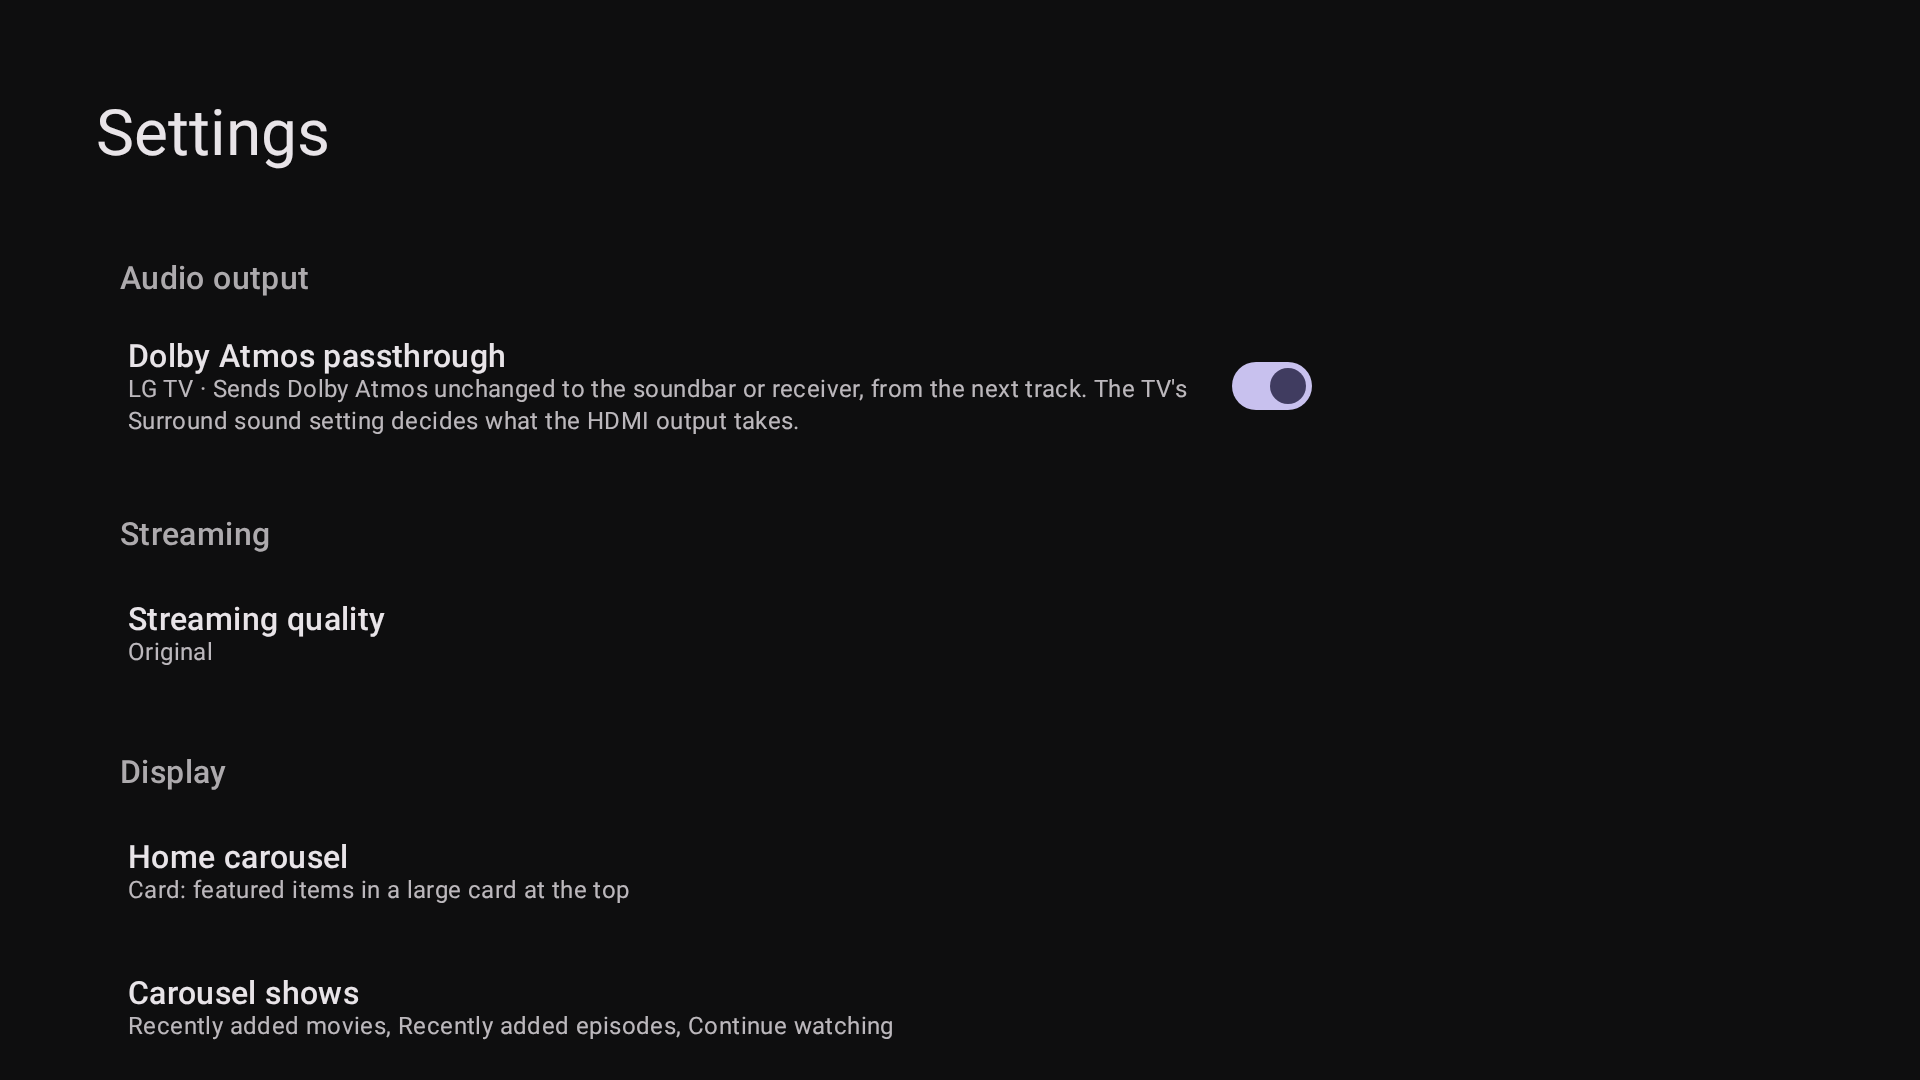 Settings
Audio output
Dolby Atmos passthrough
LG TV · Sends Dolby Atmos unchanged to the soundbar or receiver, from the next track. The TV's
Surround sound setting decides what the HDMI output takes.
Streaming
Streaming quality
Original
Display
Home carousel
Card: featured items in a large card at the top
Carousel shows
Recently added movies, Recently added episodes, Continue watching